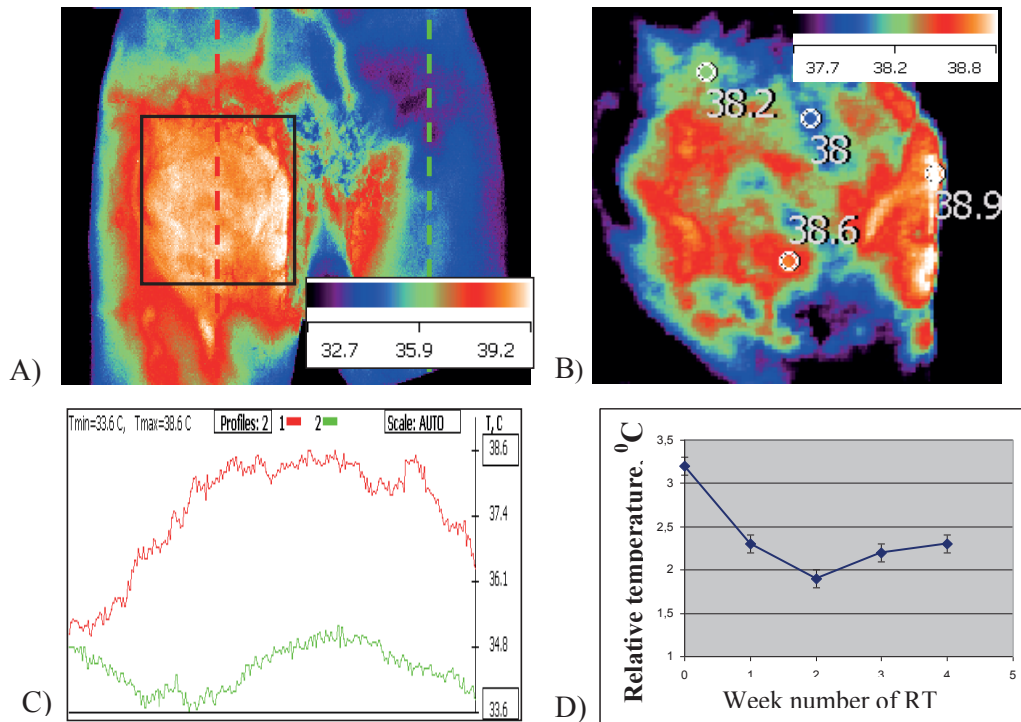 A)
32.7 35.9 39.2
B)
37.7 38.2 38.8
38.2
38
38.9
38.6
C)
Tmin=33.6 C, Tmax=38.6 C Profiles: 2 1 2 Scale: AUTO T, C
38.6
37.4
36.1
34.8
33.6
D)
Relative temperature, ⁰C
3,5
3
2,5
2
1,5
1
0 1 2 3 4 5
Week number of RT